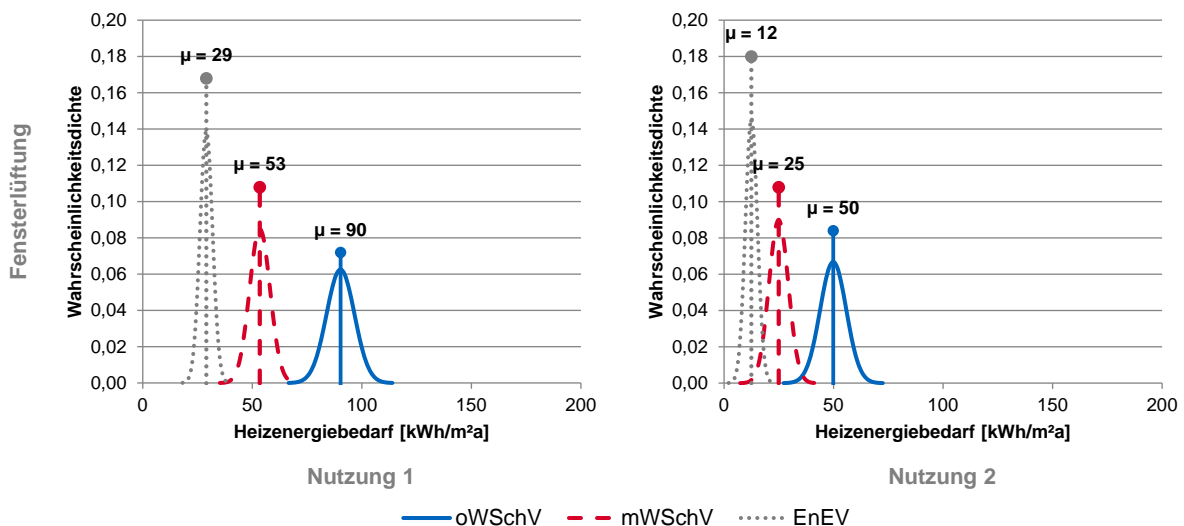 Fensterlüftung
Wahrscheinlichkeitsdichte
0,20
0,18
0,16
0,14
0,12
0,10
0,08
0,06
0,04
0,02
0,00
µ = 29
µ = 53
µ = 90
0
50
100
150
200
Heizenergiebedarf [kWh/m²a]
Nutzung 1
Wahrscheinlichkeitsdichte
0,20
0,18
0,16
0,14
0,12
0,10
0,08
0,06
0,04
0,02
0,00
µ = 12
µ = 25
µ = 50
0
50
100
150
200
Heizenergiebedarf [kWh/m²a]
Nutzung 2
oWSchV
mWSchV
EnEV